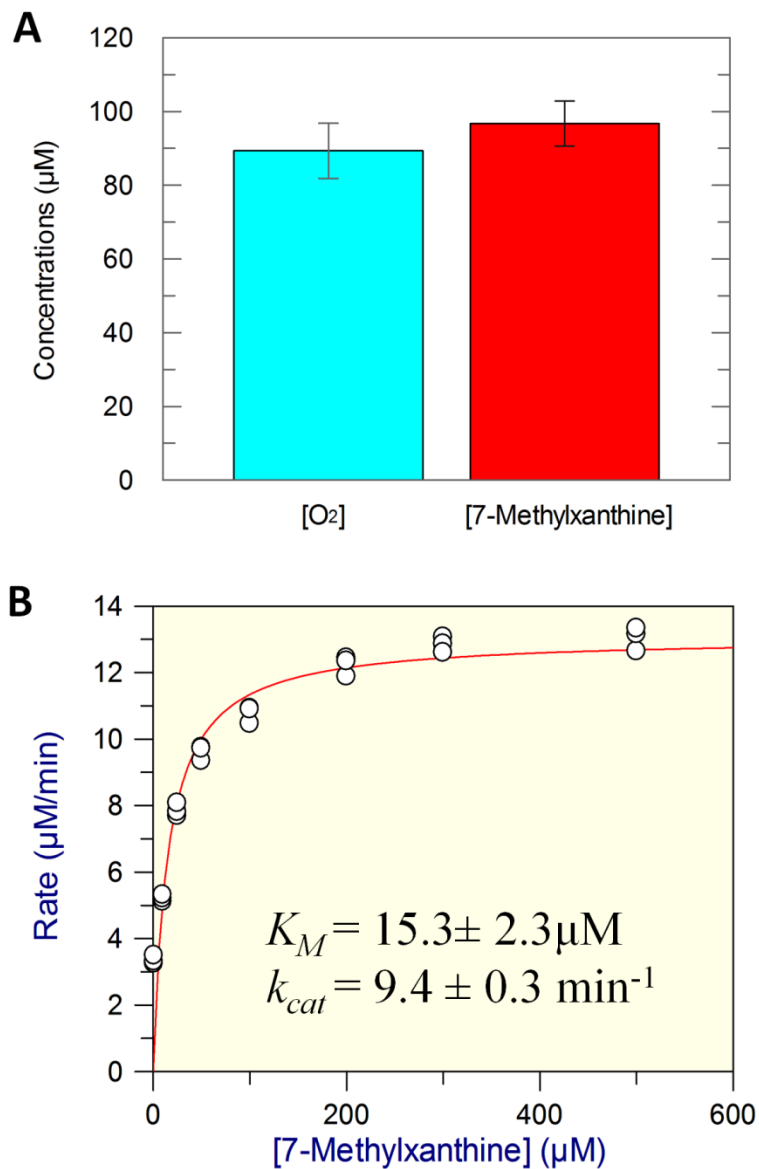 A
120
100
80
60
40
20
0
Concentrations (µM)
[O2]
[7-Methylxanthine]
B
14
12
10
8
6
4
2
0
Rate (µM/min)
KM = 15.3± 2.3µM
kcat = 9.4 ± 0.3 min-1
0 200 400 600
[7-Methylxanthine] (µM)